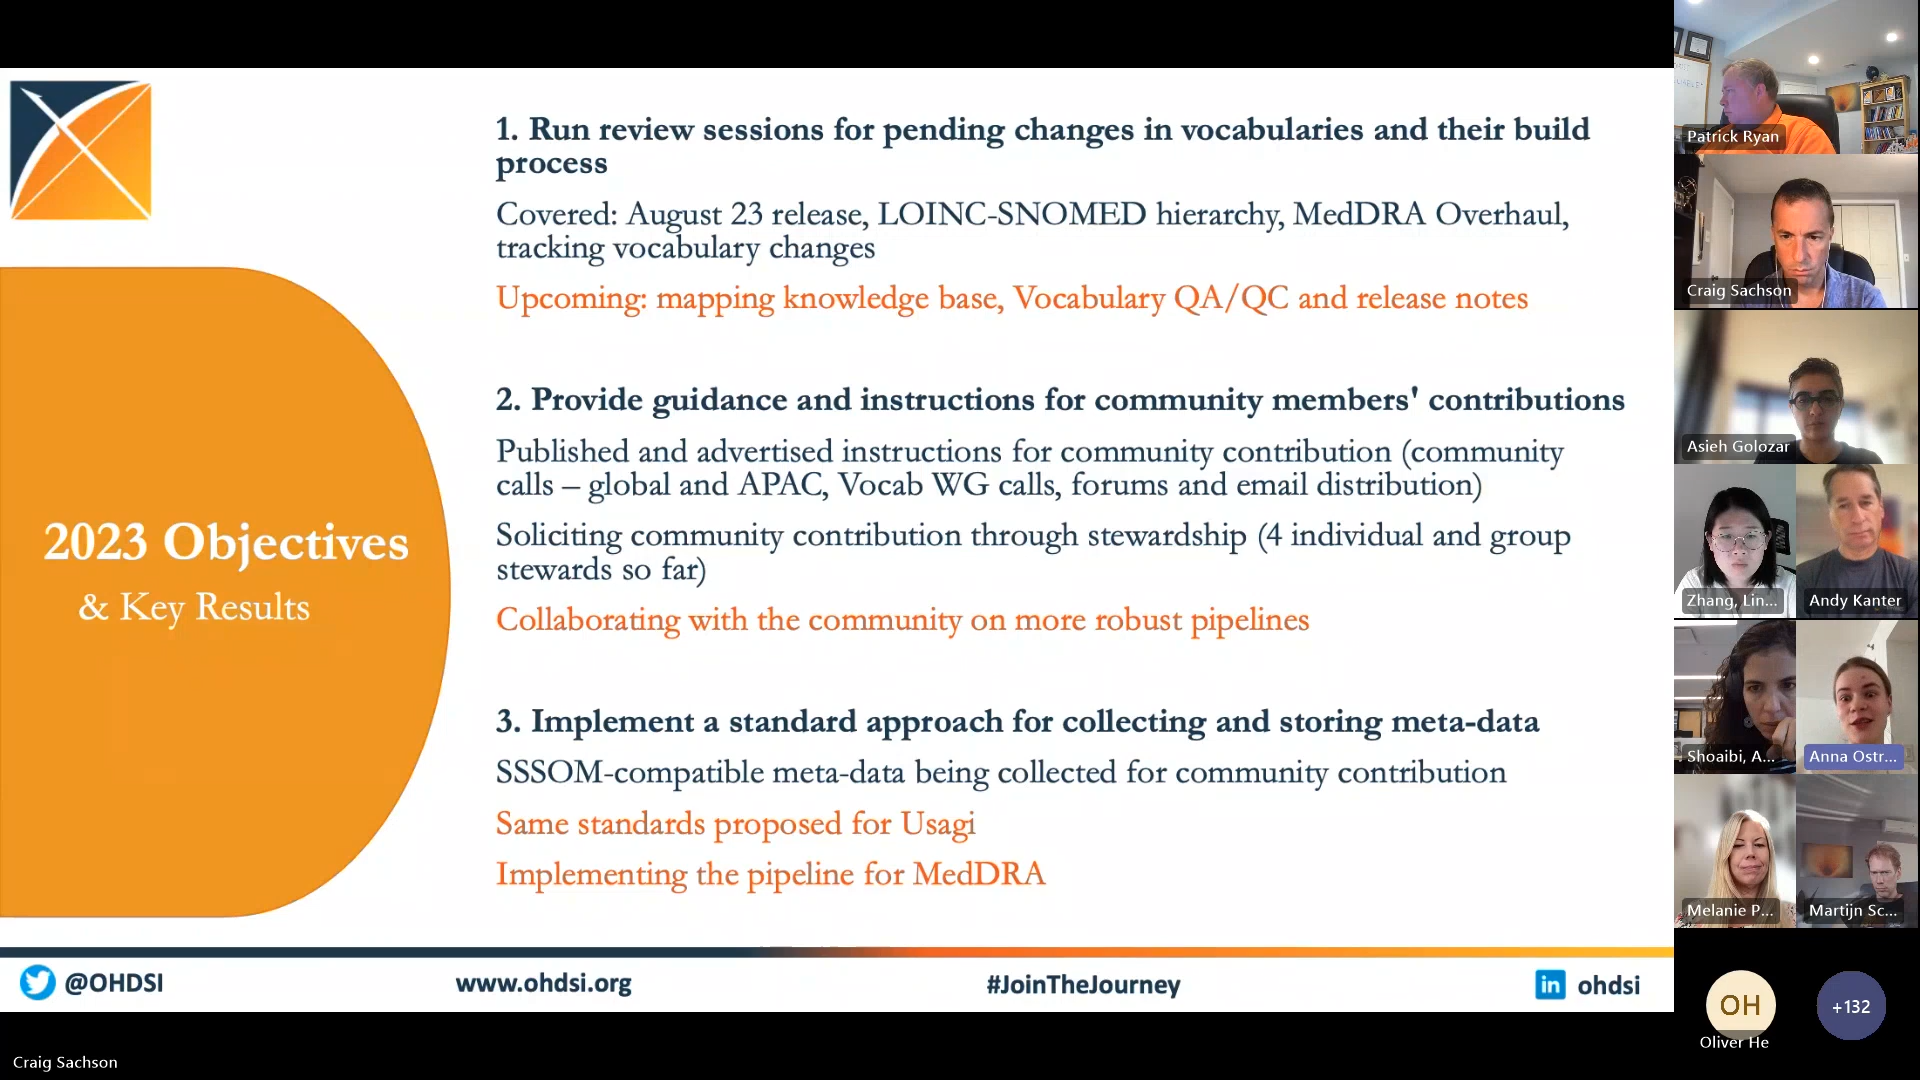 1. Run review sessions for pending changes in vocabularies and their build
process
Covered: August 23 release, LOINC-SNOMED hierarchy, MedDRA Overhaul,
tracking vocabulary changes
Upcoming: mapping knowledge base, Vocabulary QA/QC and release notes
2. Provide guidance and instructions for community members' contributions
Published and advertised instructions for community contribution (community
calls – global and APAC, Vocab WG calls, forums and email distribution)
Soliciting community contribution through stewardship (4 individual and group
stewards so far)
Collaborating with the community on more robust pipelines
3. Implement a standard approach for collecting and storing meta-data
SSSOM-compatible meta-data being collected for community contribution
Same standards proposed for Usagi
Implementing the pipeline for MedDRA
2023 Objectives
& Key Results
@OHDSI
www.ohdsi.org
#JoinTheJourney
in ohdsi
Craig Sachson
Patrick Ryan
Craig Sachson
Asieh Golozar
Zhang, Lin...
Andy Kanter
Shoaibi, A...
Anna Ostr...
Melanie P...
Martijn Sc...
OH
Oliver He
+132